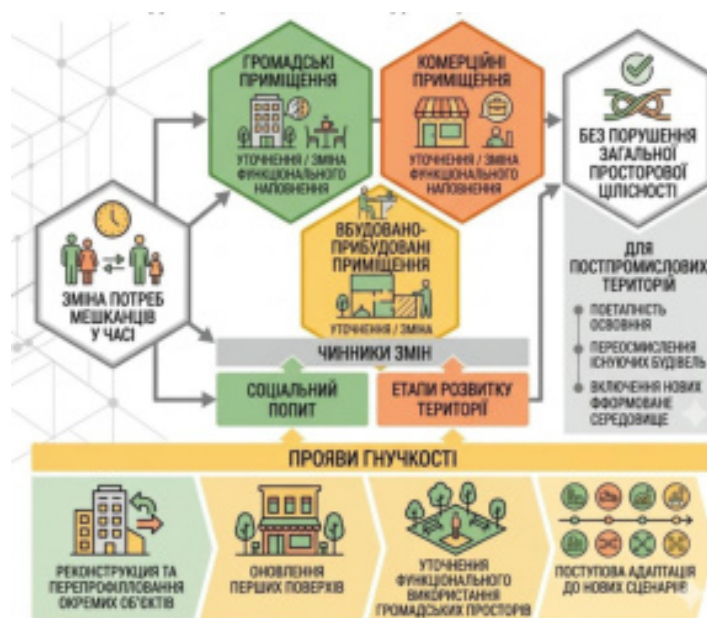 ГРОМАДСЬКІ
ПРИМІЩЕННЯ
УТОЧНЕННЯ / ЗМІНА
ФУНКЦІОНАЛЬНОГО
НАПОВНЕННЯ
КОМЕРЦІЙНІ
ПРИМІЩЕННЯ
УТОЧНЕННЯ / ЗМІНА
ФУНКЦІОНАЛЬНОГО
НАПОВНЕННЯ
БЕЗ ПОРУШЕННЯ
ЗАГАЛЬНОЇ
ПРОСТОРОВОЇ
ЦІЛІСНОСТІ
ЗМІНА ПОТРЕБ
МЕШКАНЦІВ
У ЧАСІ
ВБУДОВАНО-
ПРИБУДОВАНІ
ПРИМІЩЕННЯ
УТОЧНЕННЯ / ЗМІНА
ДЛЯ
ПОСТПРОМИСЛОВИХ
ТЕРИТОРІЙ
ПОЕТАПНІСТЬ
ОСВОВННЯ
ПЕРЕОСМИСЛЕННЯ
ІСНУЮЧИХ БУДІВЕЛЬ
ВКЛЮЧЕННЯ НОВИХ
ФФОРМОВАНЕ
СЕРЕДОВИЩЕ
ЧИННИКИ ЗМІН
СОЦІАЛЬНИЙ
ПОПИТ
ЕТАПИ РОЗВИТКУ
ТЕРИТОРІЇ
ПРОЯВИ ГНУЧКОСТІ
РЕКОНСТРУКЦИЯ ТА
ПЕРЕПРОФІЛЛОВАННЯ
ОКРЕМИХ ОБ'ЄКТІВ
ОНОВЛЕННЯ
ПЕРШИХ ПОВЕРХІВ
УТОЧНЕННЯ
ФУНКЦІОНАЛЬНОГО
ВИКОРИСТАННЯ
ГРОМАДСЬКИХ ПРОСТОРІВ
ПОСТУПОВА АДАПТАЦІЯ
ДО НОВИХ СЦЕНАРІЇВ